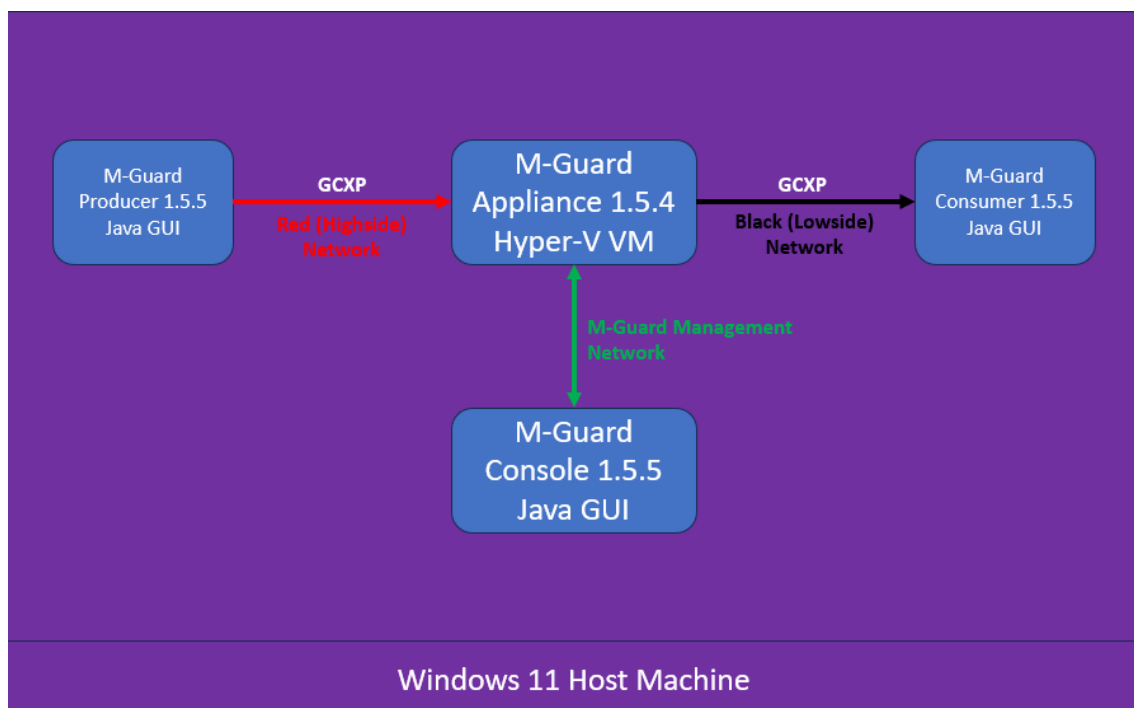 M-Guard
Producer 1.5.5
Java GUI
GCXP
Red (Highside)
Network
M-Guard
Appliance 1.5.4
Hyper-V VM
GCXP
Black (Lowside)
Network
M-Guard
Consumer 1.5.5
Java GUI
M-Guard Management
Network
M-Guard
Console 1.5.5
Java GUI
Windows 11 Host Machine